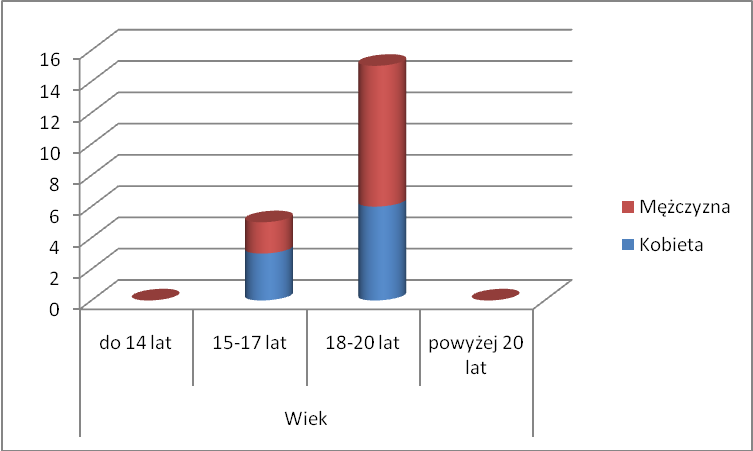 16
14
12
10
8
6
4
2
0
do 14 lat
15-17 lat
18-20 lat
powyżej 20
lat
Wiek
Mężczyzna
Kobieta